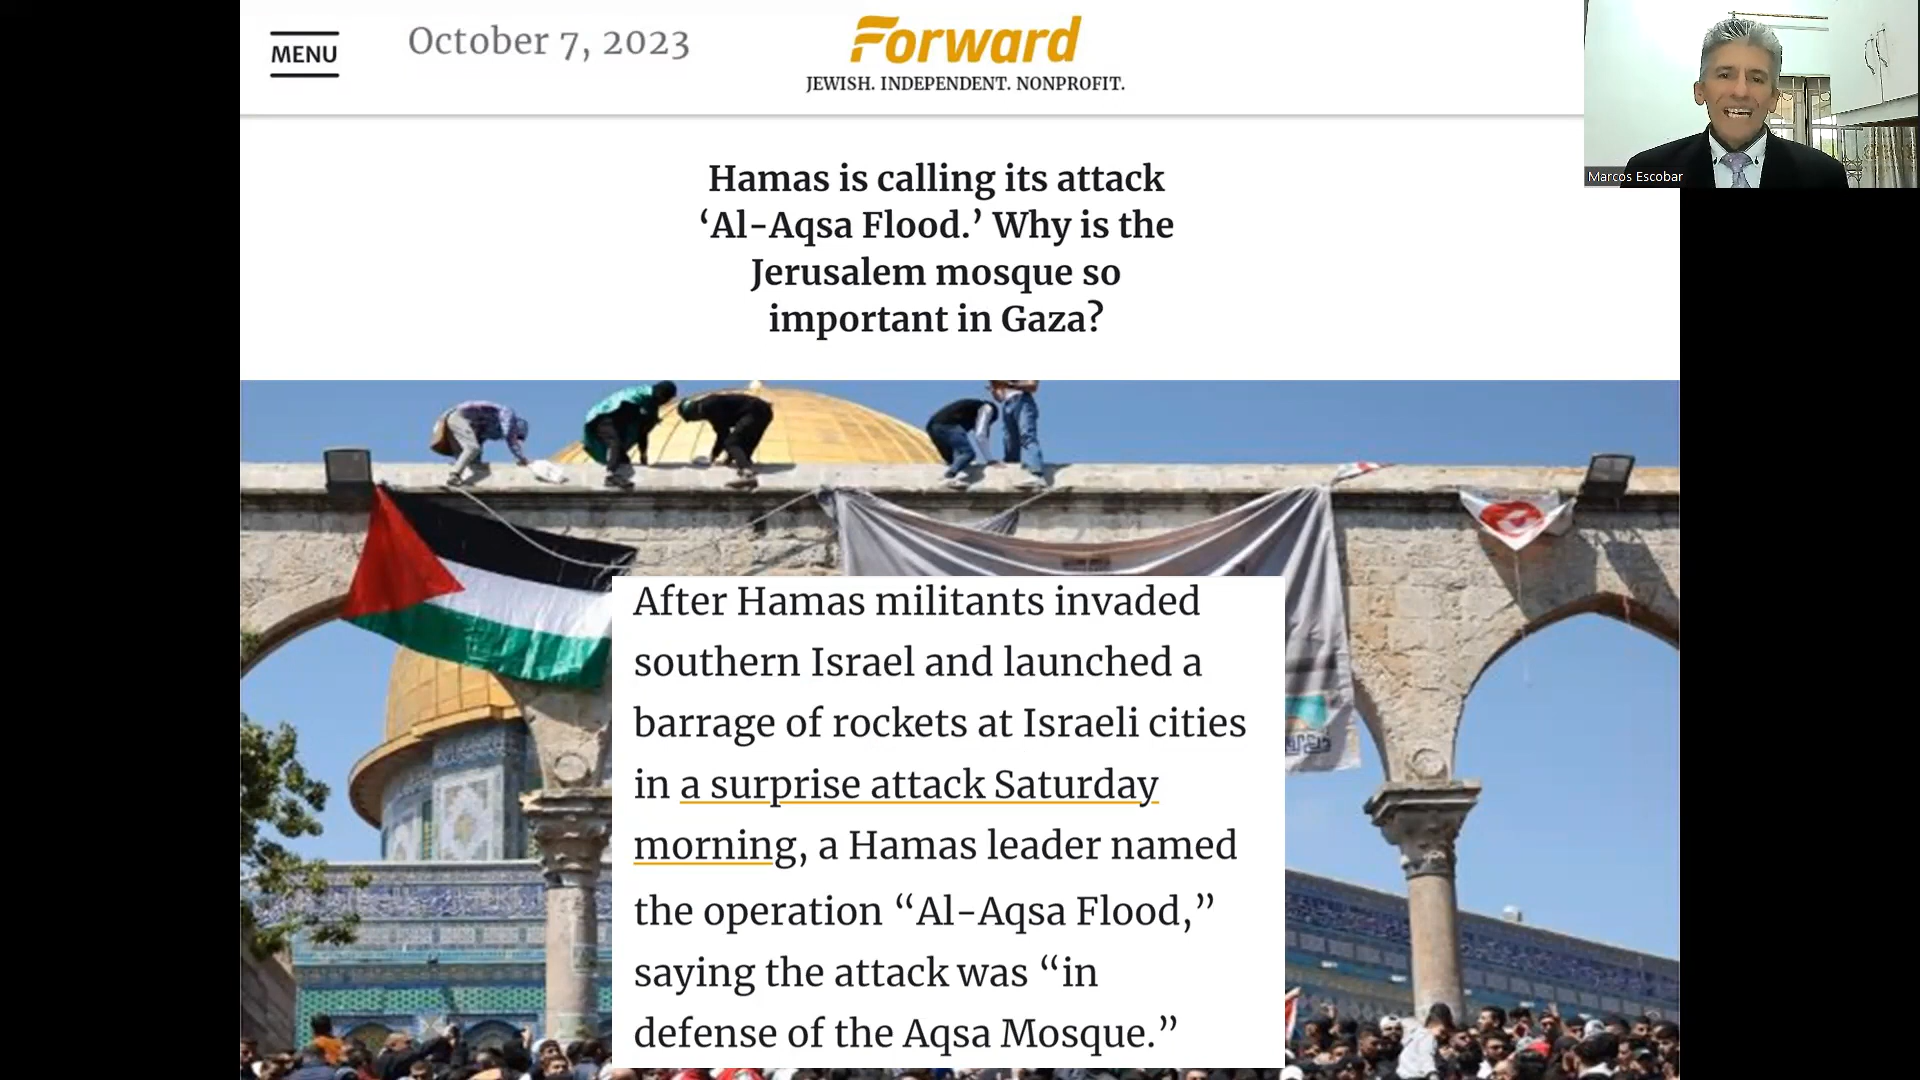 MENU
October 7, 2023
Forward
JEWISH. INDEPENDENT. NONPROFIT.
Marcos Escobar
Hamas is calling its attack
‘Al-Aqsa Flood.’ Why is the
Jerusalem mosque so
important in Gaza?
After Hamas militants invaded
southern Israel and launched a
barrage of rockets at Israeli cities
in a surprise attack Saturday
morning, a Hamas leader named
the operation “Al-Aqsa Flood,”
saying the attack was “in
defense of the Aqsa Mosque.”